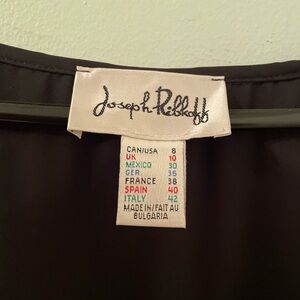 Joseph Ribkoff
CAN/USA 8
UK 10
MEXICO 30
GER. 36
FRANCE 38
SPAIN 40
ITALY 42
MADE IN/FAIT AU
BULGARIA